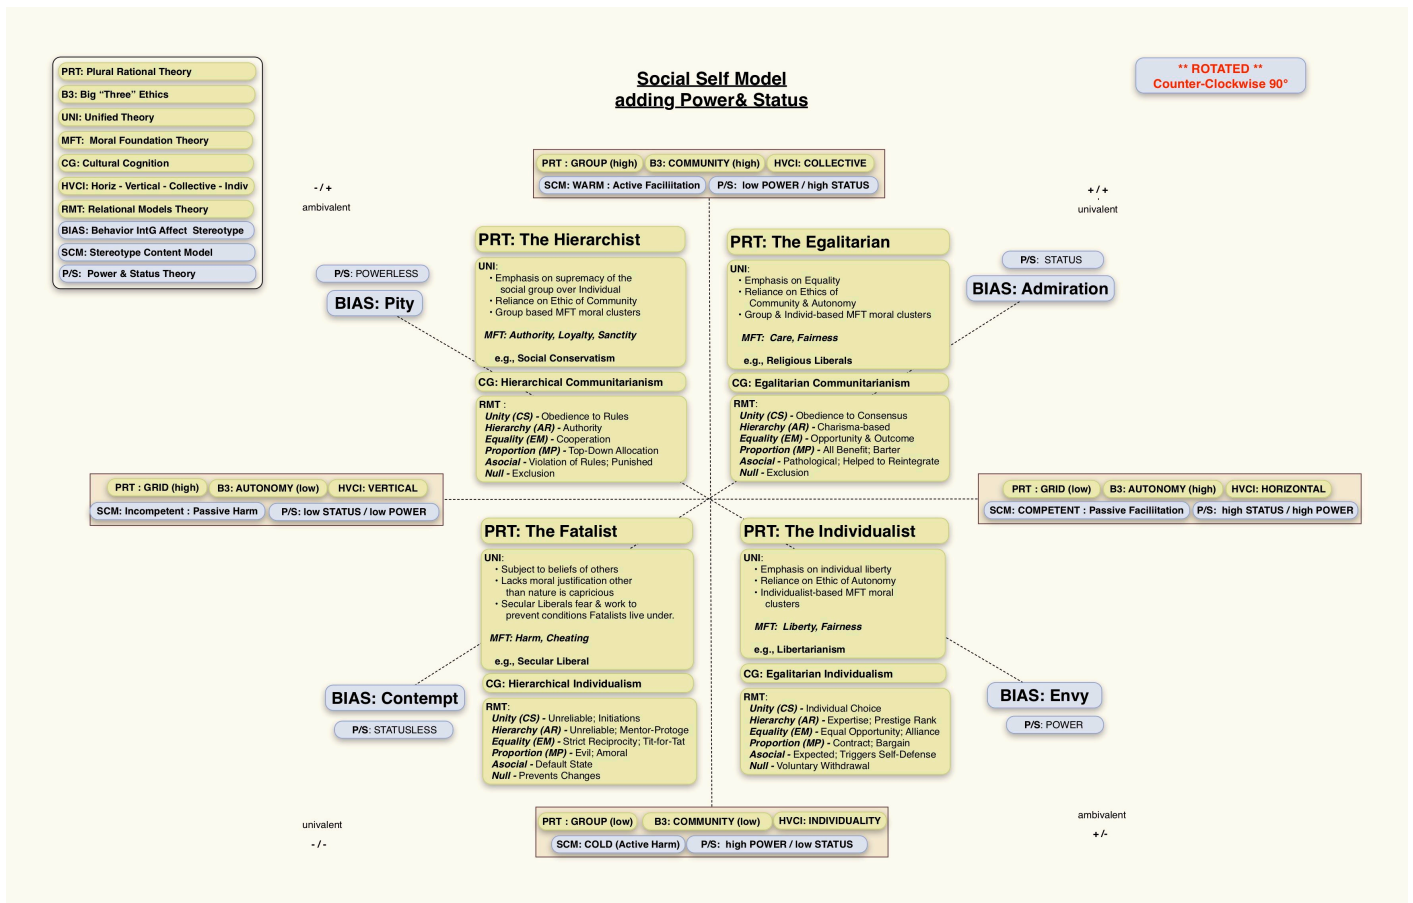 Social Self Model
adding Power& Status
** ROTATED **
Counter-Clockwise 90°
PRT: Plural Rational Theory
B3: Big “Three” Ethics
UNI: Unified Theory
MFT:  Moral Foundation Theory
CG: Cultural Cognition
HVCI: Horiz - Vertical - Collective - Indiv
RMT: Relational Models Theory
BIAS: Behavior IntG Affect  Stereotype
SCM: Stereotype Content Model
P/S:  Power & Status Theory
PRT : GROUP (high)
B3: COMMUNITY (high)
HVCI: COLLECTIVE
SCM: WARM : Active Faciliitation
P/S:  low POWER / high STATUS
- / +
ambivalent
+ / +
univalent
P/S: POWERLESS
BIAS: Pity
P/S:  STATUS
BIAS: Admiration
PRT: The Hierarchist
UNI:
• Emphasis on supremacy of the
social group over Individual
• Reliance on Ethic of Community
• Group based MFT moral clusters
MFT: Authority, Loyalty, Sanctity
e.g., Social Conservatism
CG: Hierarchical Communitarianism
RMT :
Unity (CS) - Obedience to Rules
Hierarchy (AR) - Authority
Equality (EM) - Cooperation
Proportion (MP) - Top-Down Allocation
Asocial - Violation of Rules; Punished
Null - Exclusion
PRT: The Egalitarian
UNI:
• Emphasis on Equality
• Reliance on Ethics of
Community & Autonomy
• Group & Individ-based MFT moral clusters
MFT:  Care, Fairness
e.g., Religious Liberals
CG: Egalitarian Communitarianism
RMT:
Unity (CS) - Obedience to Consensus
Hierarchy (AR) - Charisma-based
Equality (EM) - Opportunity & Outcome
Proportion (MP) - All Benefit; Barter
Asocial - Pathological; Helped to Reintegrate
Null - Exclusion
PRT : GRID (high)
B3: AUTONOMY (low)
HVCI: VERTICAL
SCM: Incompetent : Passive Harm
P/S: low STATUS / low POWER
PRT : GRID (low)
B3: AUTONOMY (high)
HVCI: HORIZONTAL
SCM: COMPETENT : Passive Faciliitation
P/S:  high STATUS / high POWER
PRT: The Fatalist
UNI:
• Subject to beliefs of others
• Lacks moral justification other
than nature is capricious
• Secular Liberals fear & work to
prevent conditions Fatalists live under.
MFT: Harm, Cheating
e.g., Secular Liberal
CG: Hierarchical Individualism
RMT:
Unity (CS) - Unreliable; Initiations
Hierarchy (AR) - Unreliable; Mentor-Protoge
Equality (EM) - Strict Reciprocity; Tit-for-Tat
Proportion (MP) - Evil; Amoral
Asocial - Default State
Null - Prevents Changes
PRT: The Individualist
UNI:
• Emphasis on individual liberty
• Reliance on Ethic of Autonomy
• Individualist-based MFT moral
clusters
MFT:  Liberty, Fairness
e.g., Libertarianism
CG: Egalitarian Individualism
RMT:
Unity (CS) - Individual Choice
Hierarchy (AR) - Expertise; Prestige Rank
Equality (EM) - Equal Opportunity; Alliance
Proportion (MP) - Contract; Bargain
Asocial - Expected; Triggers Self-Defense
Null - Voluntary Withdrawal
BIAS: Contempt
P/S: STATUSLESS
BIAS: Envy
P/S: POWER
univalent
- / -
ambivalent
+ /-
PRT : GROUP (low)
B3: COMMUNITY (low)
HVCI: INDIVIDUALITY
SCM: COLD (Active Harm)
P/S:  high POWER / low STATUS